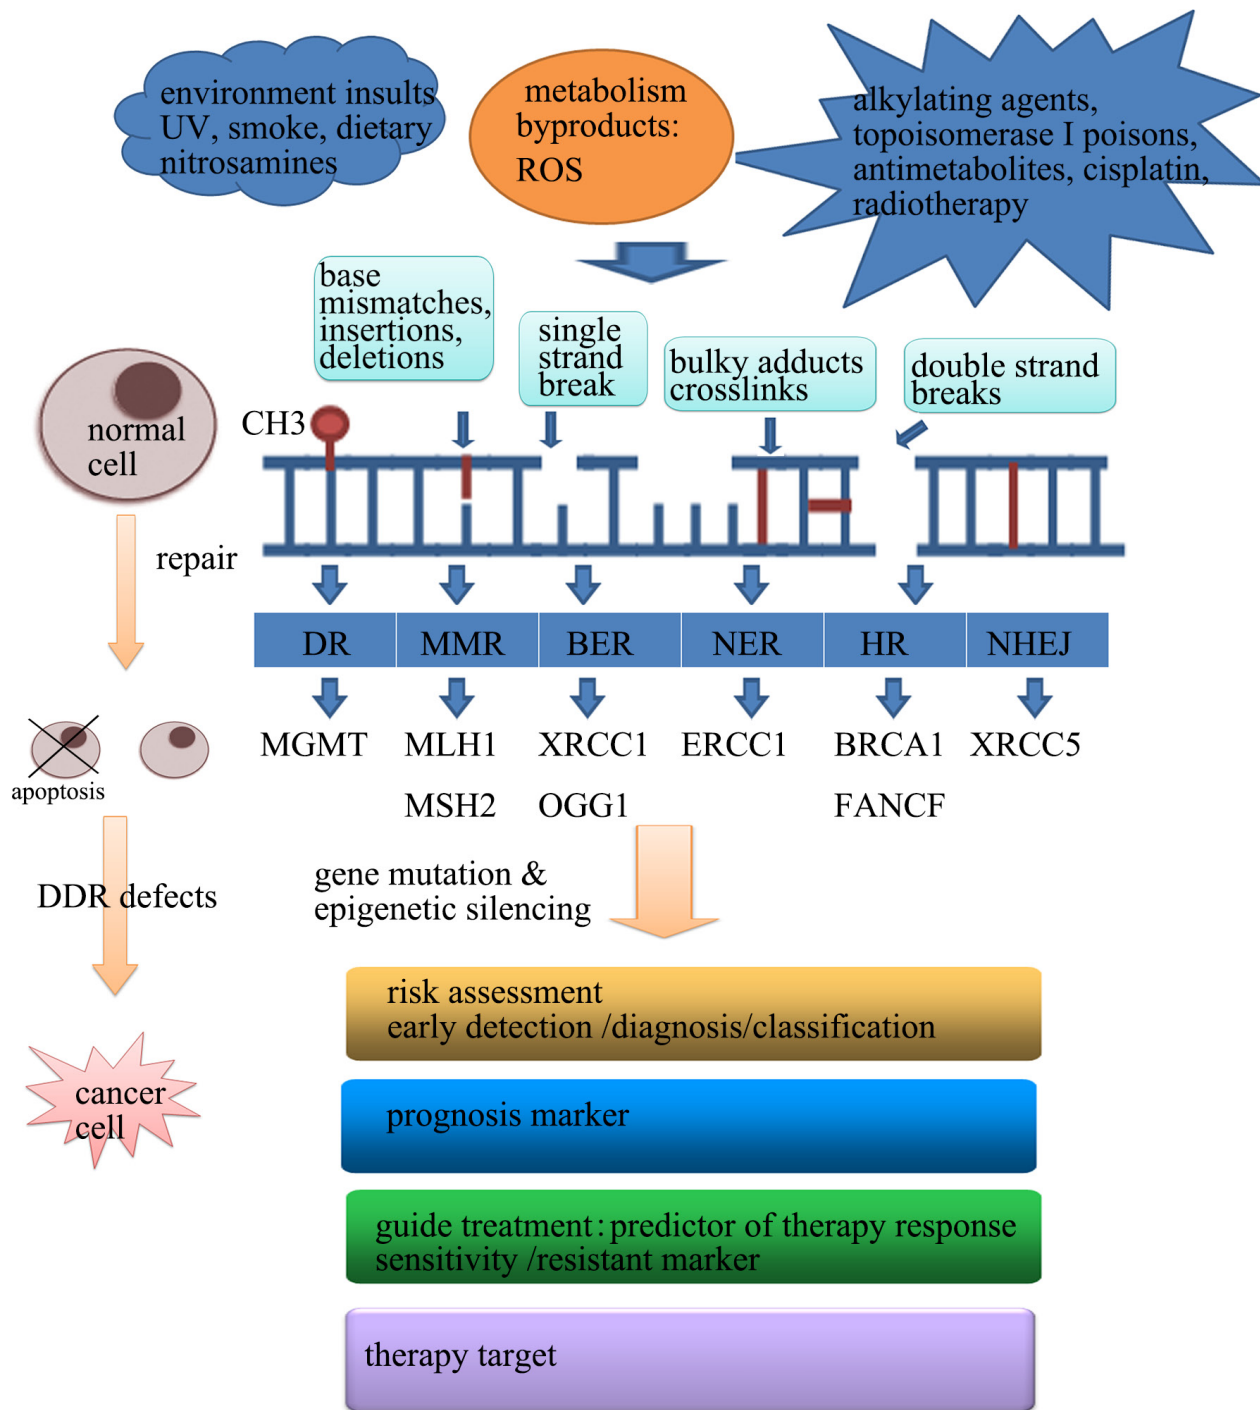 environment insults
UV, smoke, dietary
nitrosamines
metabolism
byproducts:
ROS
alkylating agents,
topoisomerase I poisons,
antimetabolites, cisplatin,
radiotherapy
base
mismatches,
insertions,
deletions
single
strand
break
bulky adducts
crosslinks
double strand
breaks
normal
cell
CH3
repair
DR MMR BER NER HR NHEJ
MGMT MLH1 XRCC1 ERCC1 BRCA1 XRCC5
MSH2 OGG1 FANCF
apoptosis
DDR defects
gene mutation &
epigenetic silencing
cancer
cell
risk assessment
early detection /diagnosis/classification
prognosis marker
guide treatment: predictor of therapy response
sensitivity /resistant marker
therapy target